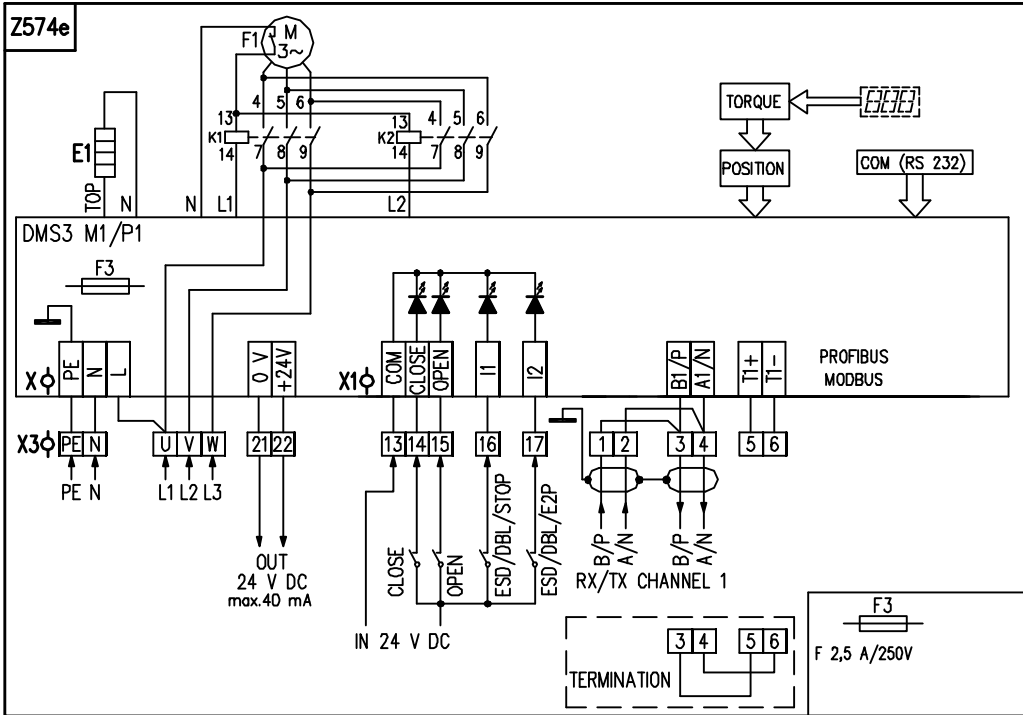 Z574e
F1
M
3~
4 5 6
13
K1
14
7 8 9
4 5 6
13
K2
14
7 8 9
E1
TOP
N
N
L1
L2
TORQUE
POSITION
COM (RS 232)
DMS3 M1/P1
F3
X
PE
N
L
0 V
+24V
X1
COM
CLOSE
OPEN
I1
I2
B1/P
A1/N
T1+
T1-
PROFIBUS
MODBUS
X3
PE N
U V W
21 22
13 14 15
16
17
1 2
3 4
5 6
PE N
L1 L2 L3
OUT
24 V DC
max.40 mA
CLOSE
OPEN
ESD/DBL/STOP
ESD/DBL/E2P
IN 24 V DC
B/P
A/N
B/P
A/N
RX/TX CHANNEL 1
TERMINATION
3 4
5 6
F3
F 2,5 A/250V